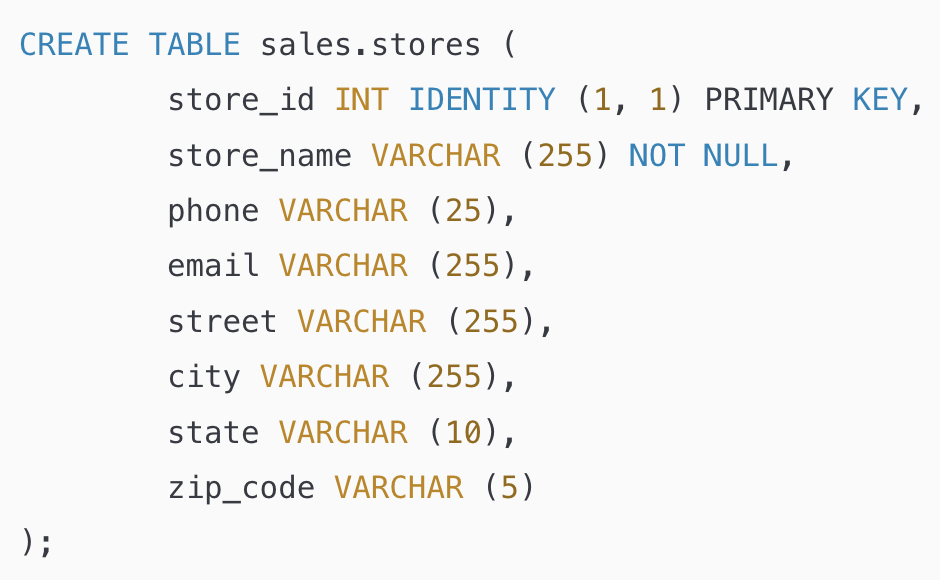 CREATE TABLE sales.stores (
store_id INT IDENTITY (1, 1) PRIMARY KEY,
store_name VARCHAR (255) NOT NULL,
phone VARCHAR (25),
email VARCHAR (255),
street VARCHAR (255),
city VARCHAR (255),
state VARCHAR (10),
zip_code VARCHAR (5)
);